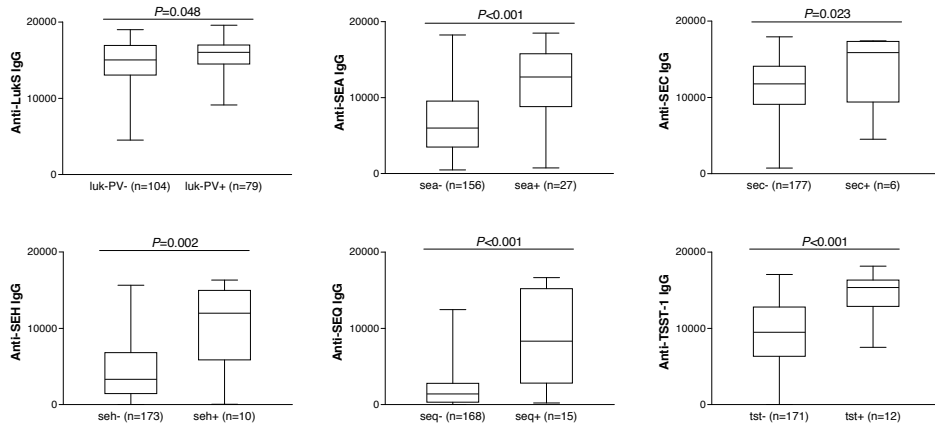 P=0.048
Anti-LukS IgG
20000
10000
0
luk-PV- (n=104) luk-PV+ (n=79)
P<0.001
Anti-SEA IgG
20000
10000
0
sea- (n=156) sea+ (n=27)
P=0.023
Anti-SEC IgG
20000
10000
0
sec- (n=177) sec+ (n=6)
P=0.002
Anti-SEH IgG
20000
10000
0
seh- (n=173) seh+ (n=10)
P<0.001
Anti-SEQ IgG
20000
10000
0
seq- (n=168) seq+ (n=15)
P<0.001
Anti-TSST-1 IgG
20000
10000
0
tst- (n=171) tst+ (n=12)